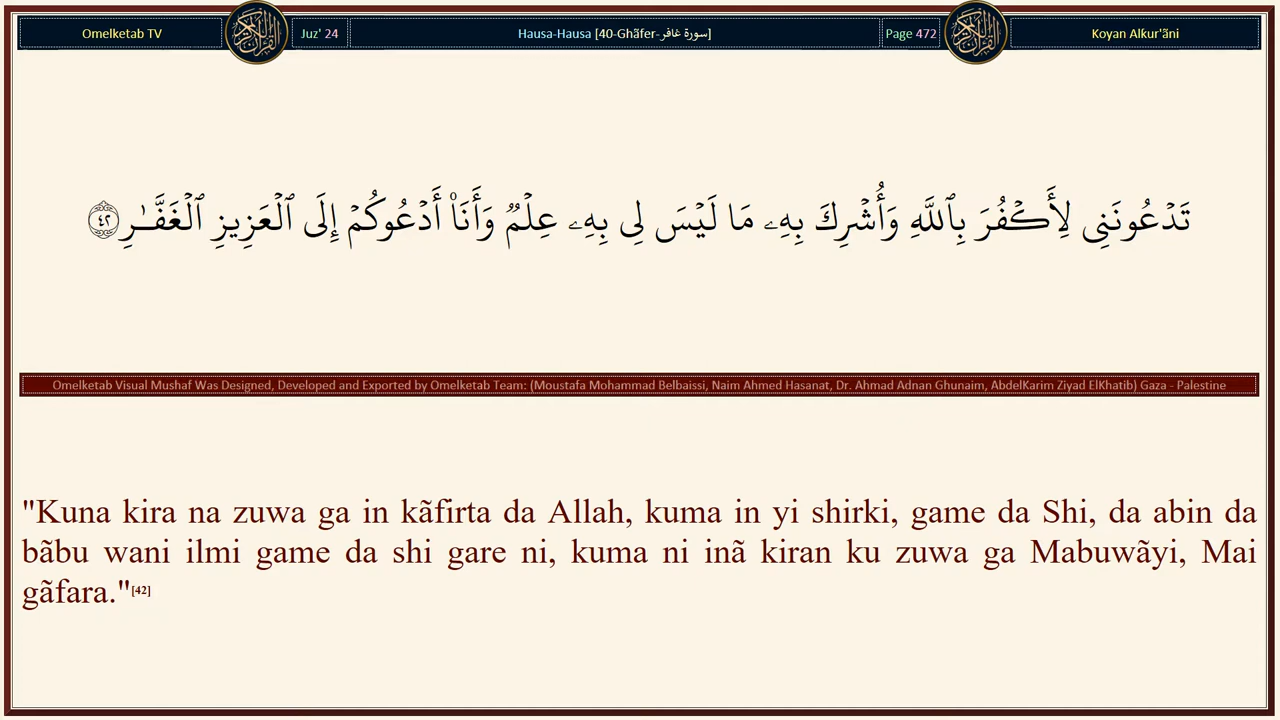 Omelketab TV
Juz' 24
Hausa-Hausa [40-Ghãfer-سورة غافر]
Page 472
Koyan Alƙur'ãni
تَدۡعُونَنِی لِأَكۡفُرَ بِٱللَّهِ وَأُشۡرِكَ بِهِۦ مَا لَیۡسَ لِی بِهِۦ عِلۡمࣱ وَأَنَا۠ أَدۡعُوكُمۡ إِلَى ٱلۡعَزِیزِ ٱلۡغَفَّـٰرِ ٤٢
Omelketab Visual Mushaf Was Designed, Developed and Exported by Omelketab Team: (Moustafa Mohammad Belbaissi, Naim Ahmed Hasanat, Dr. Ahmad Adnan Ghunaim, AbdelKarim Ziyad ElKhatib) Gaza - Palestine
"Kuna kira na zuwa ga in kãfirta da Allah, kuma in yi shirki, game da Shi, da abin da
bãbu wani ilmi game da shi gare ni, kuma ni inã kiran ku zuwa ga Mabuwãyi, Mai
gãfara."[42]